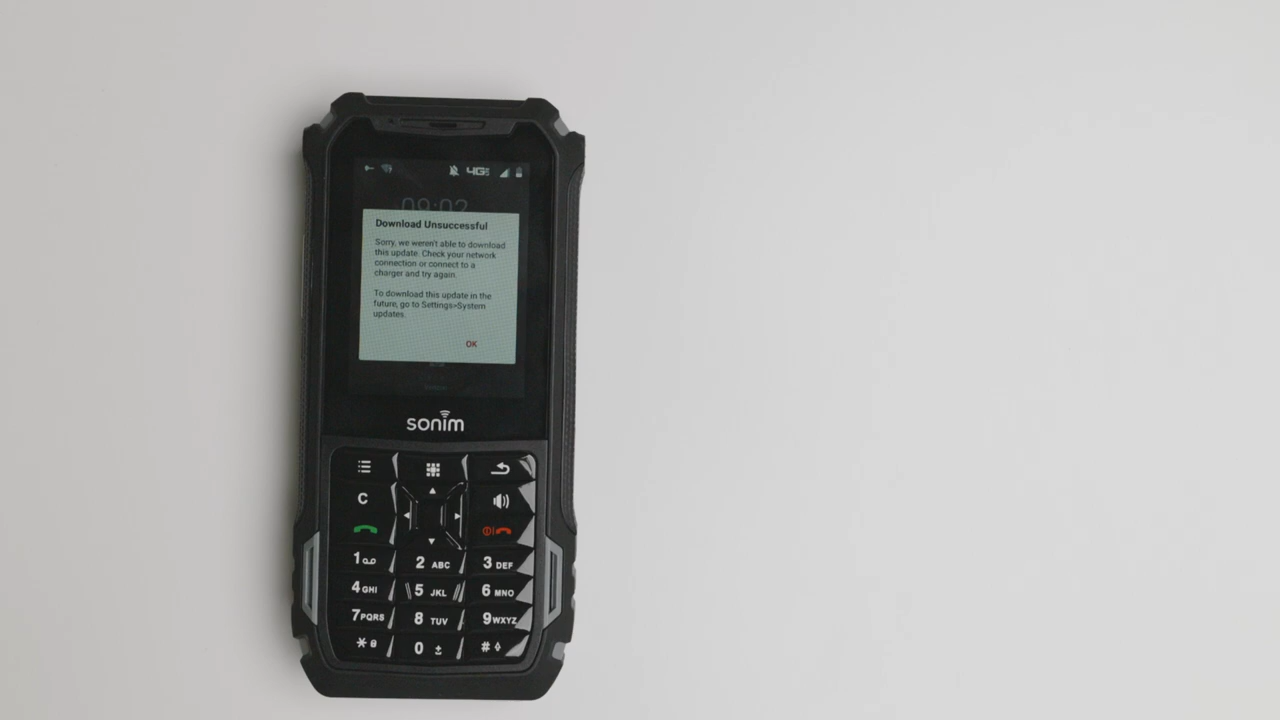 4G
09:02
Download Unsuccessful
Sorry, we weren't able to download
this update. Check your network
connection or connect to a
charger and try again.
To download this update in the
future, go to Settings>System
updates.
OK
sonim
C
1
2 ABC
3 DEF
4 GHI
5 JKL
6 MNO
7 PQRS
8 TUV
9 WXYZ
*
0 ±
#